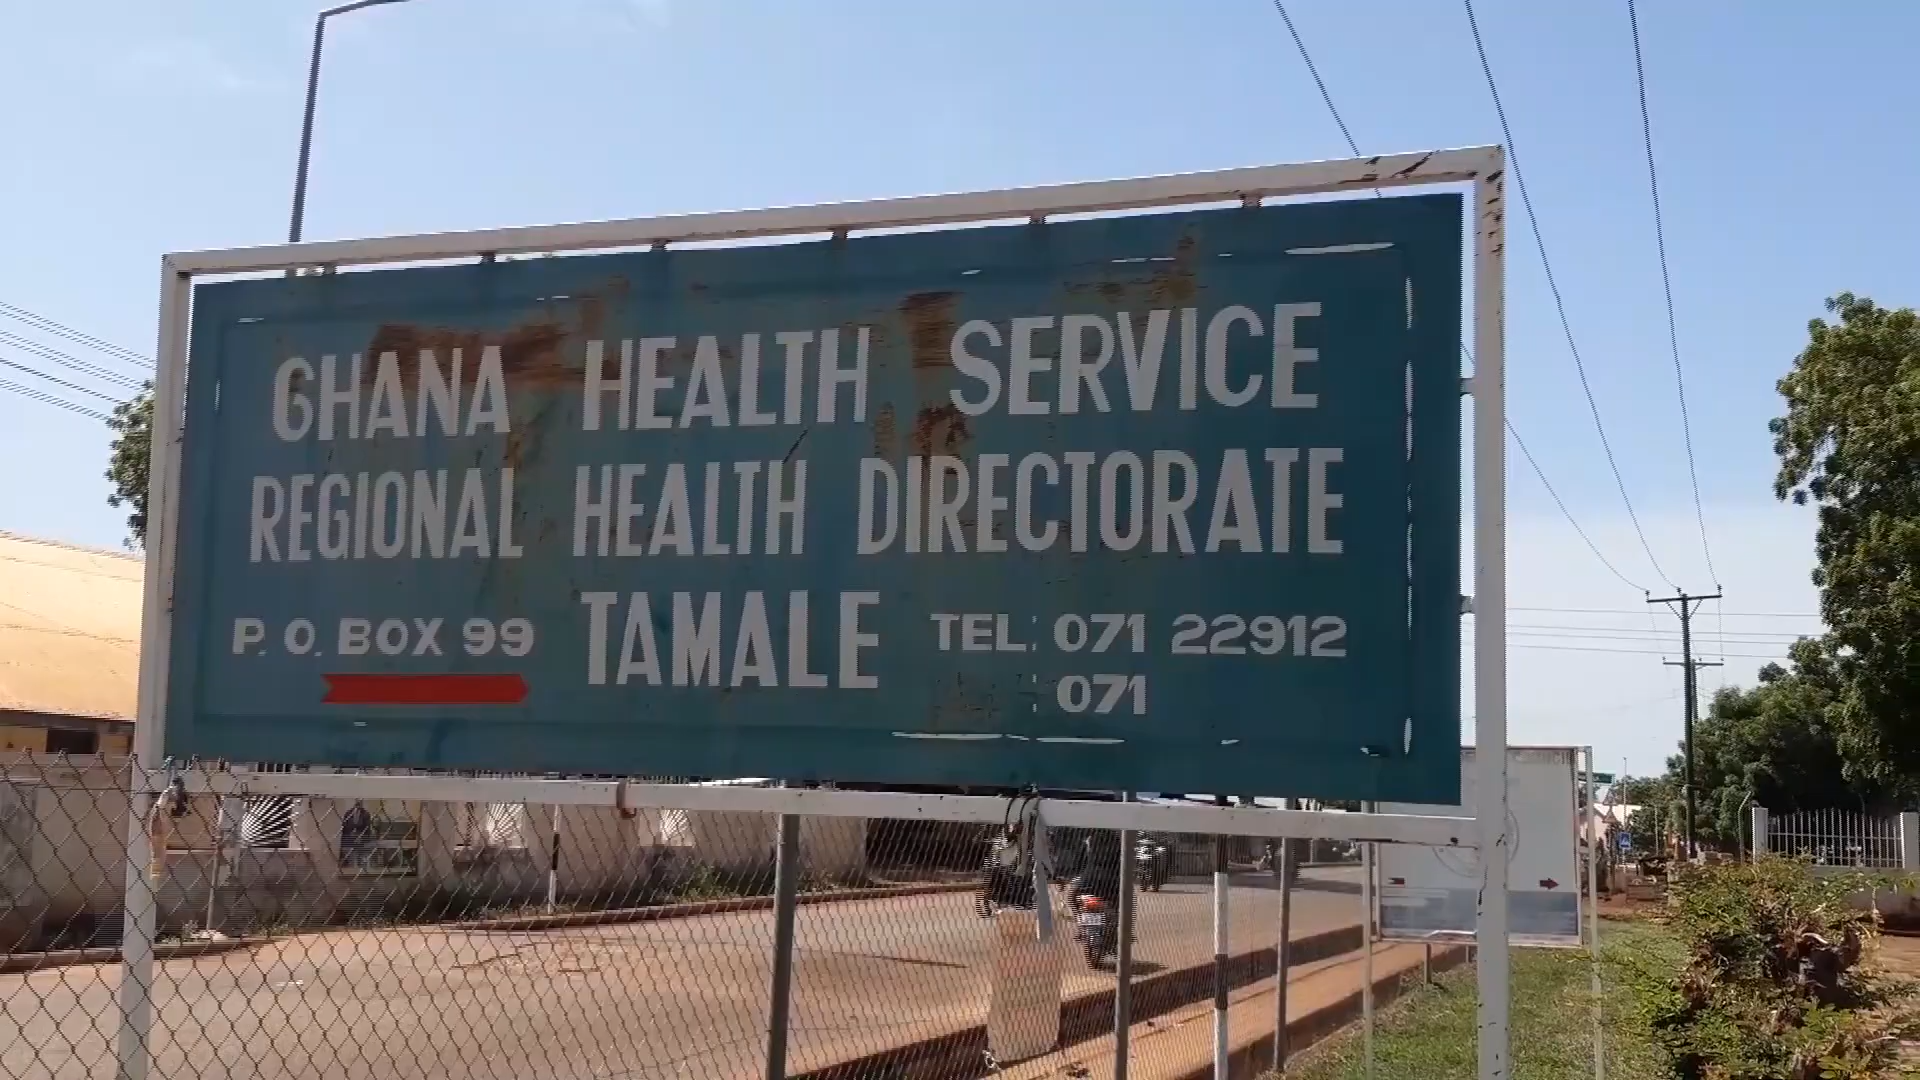 GHANA HEALTH SERVICE
REGIONAL HEALTH DIRECTORATE
P. O. BOX 99 TAMALE TEL: 071 22912
: 071